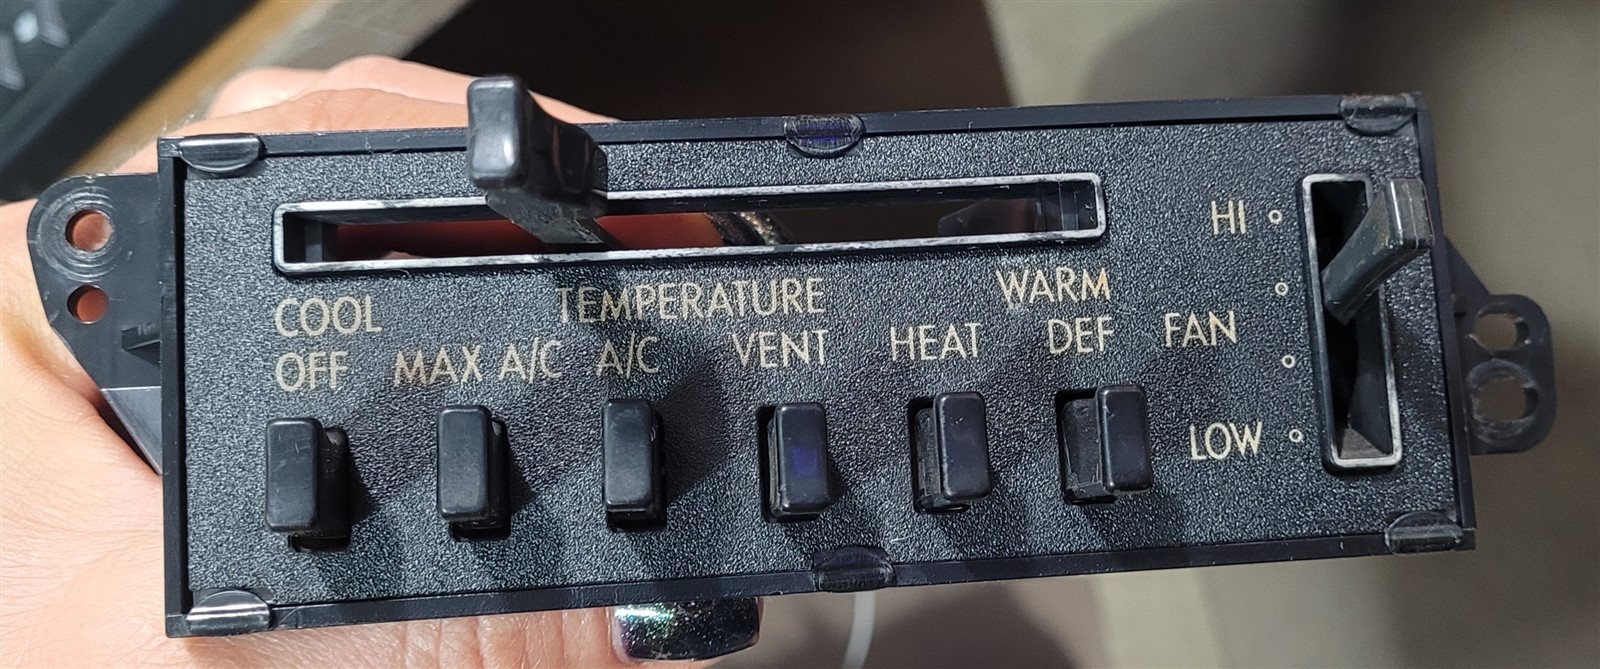 COOL TEMPERATURE WARM
OFF MAX A/C A/C VENT HEAT DEF FAN
HI
LOW